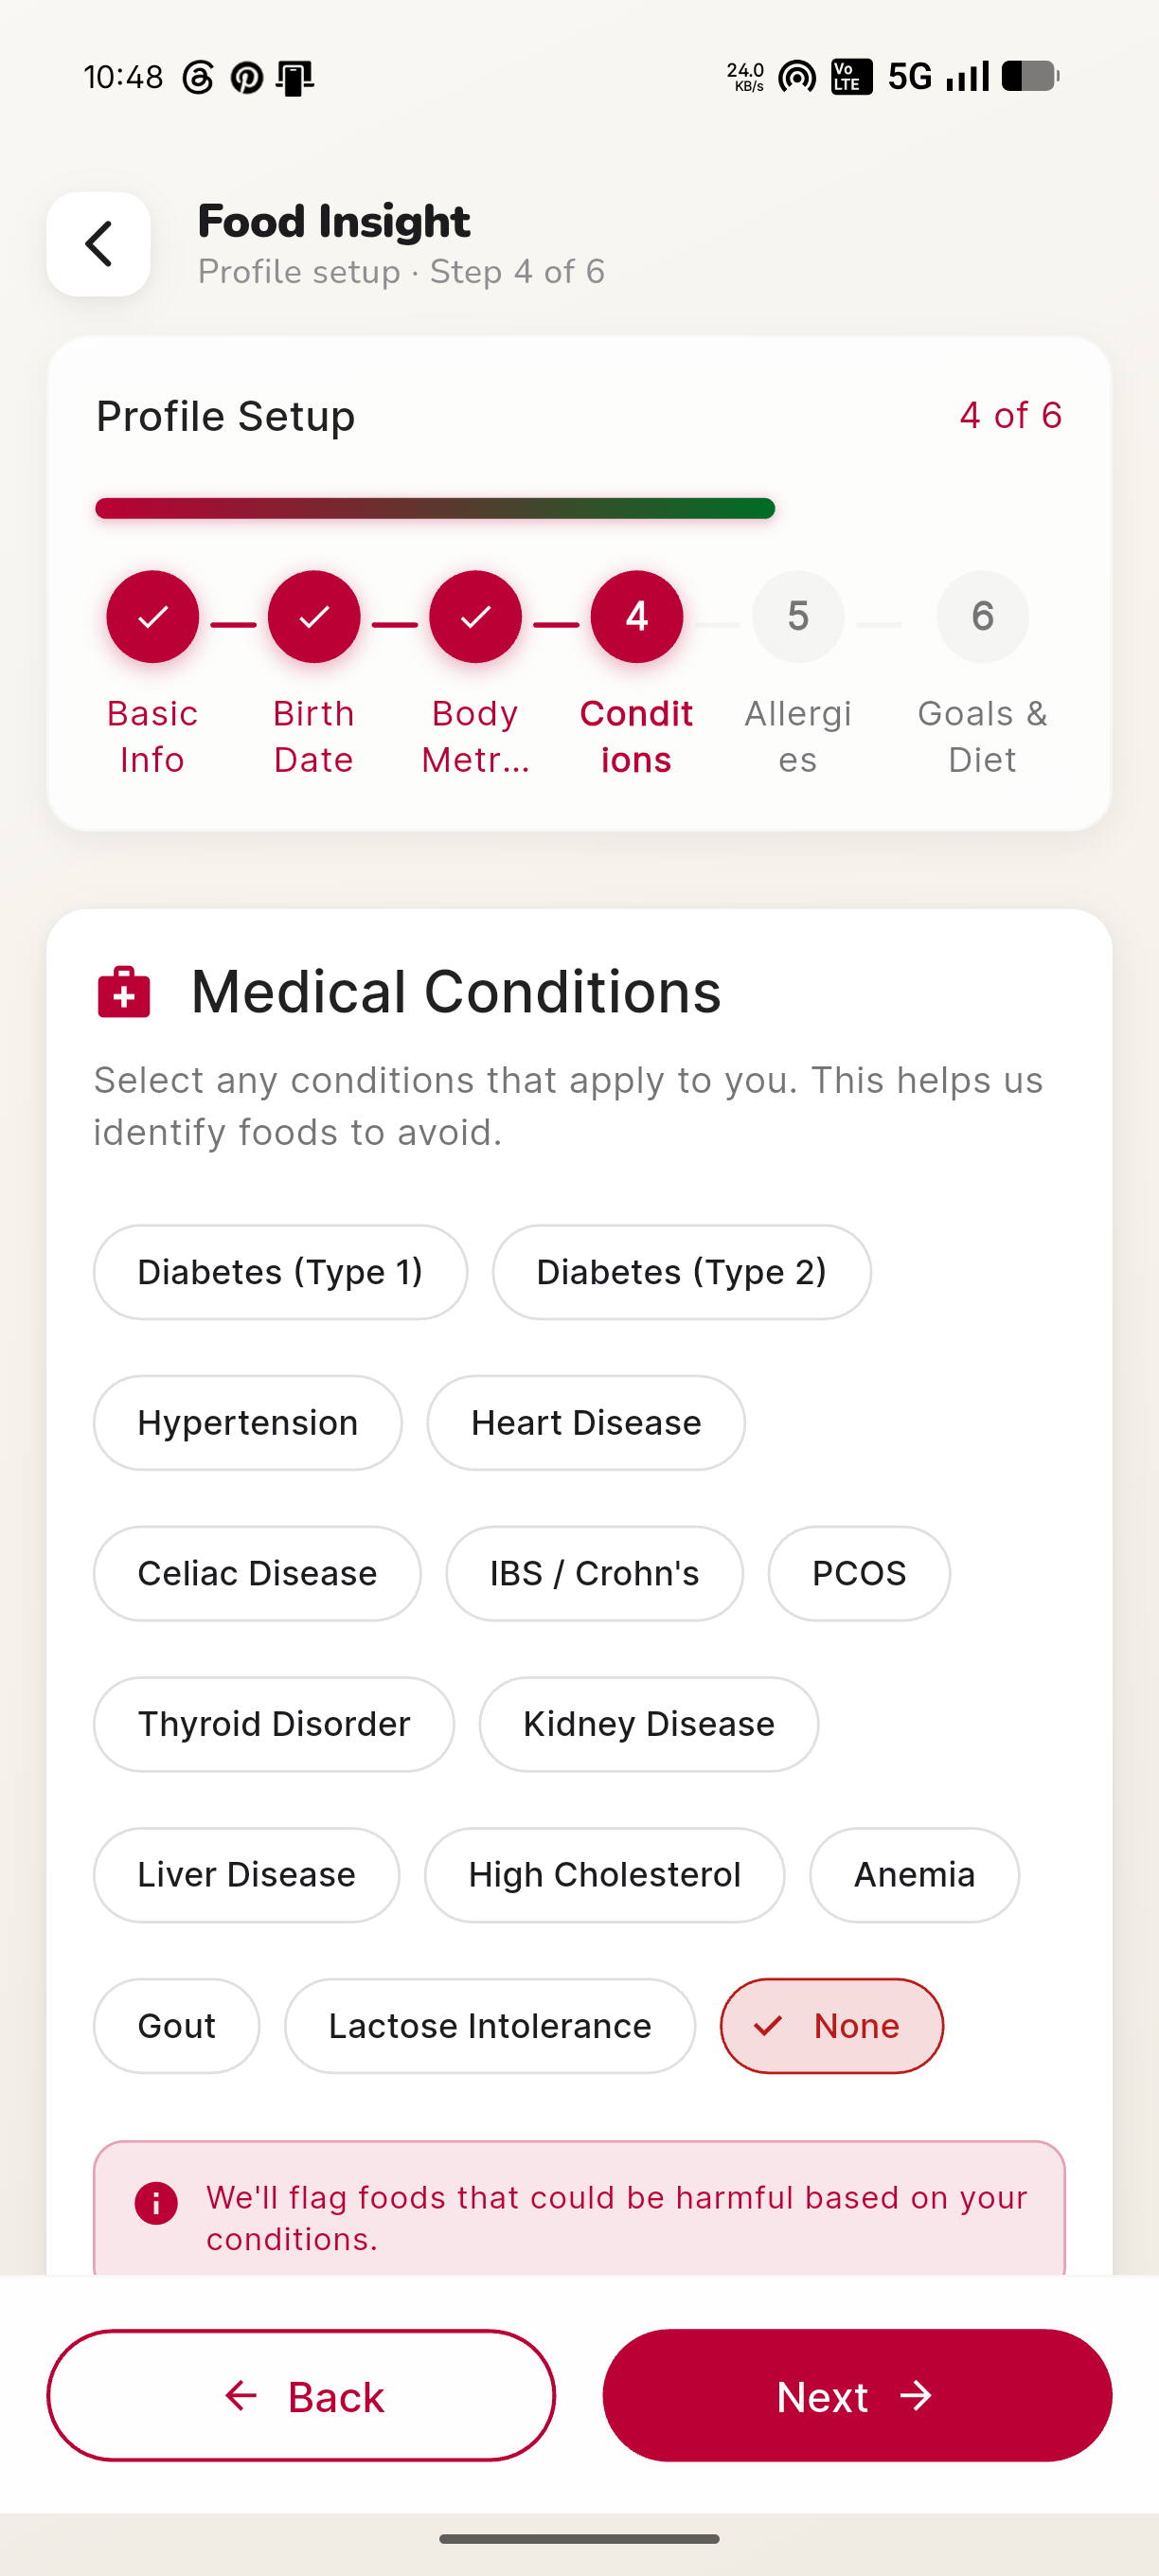 10:48
24.0 KB/s Vo LTE 5G
Food Insight
Profile setup · Step 4 of 6
Profile Setup 4 of 6
4 5 6
Basic Info
Birth Date
Body Metr...
Condit ions
Allergi es
Goals & Diet
Medical Conditions
Select any conditions that apply to you. This helps us
identify foods to avoid.
Diabetes (Type 1) Diabetes (Type 2)
Hypertension Heart Disease
Celiac Disease IBS / Crohn's PCOS
Thyroid Disorder Kidney Disease
Liver Disease High Cholesterol Anemia
Gout Lactose Intolerance None
We'll flag foods that could be harmful based on your
conditions.
Back Next